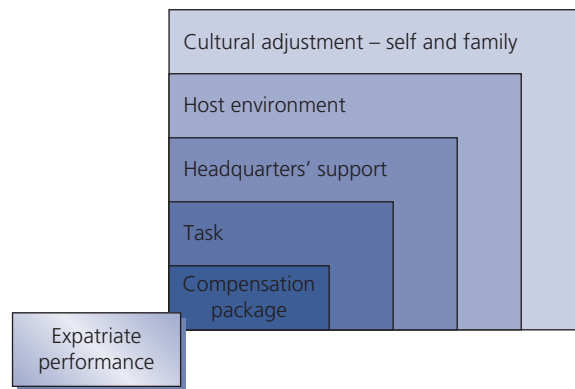 Cultural adjustment – self and family
Host environment
Headquarters' support
Task
Compensation
package
Expatriate
performance